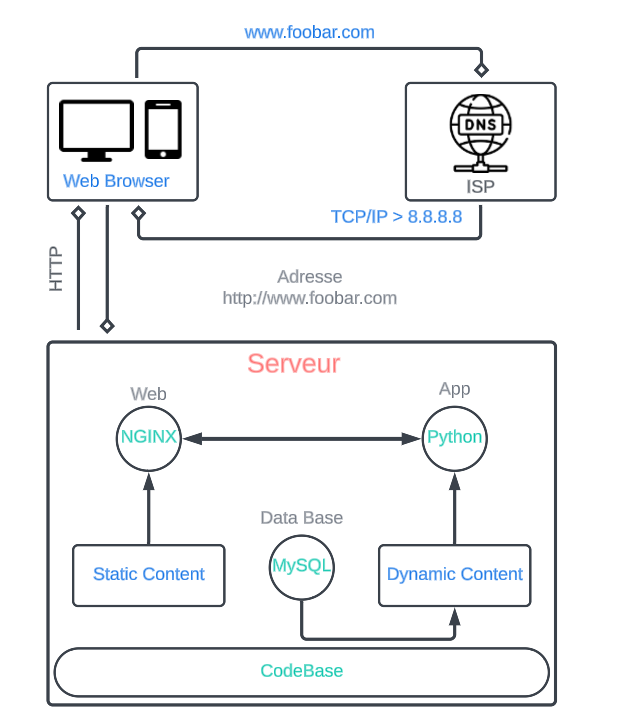 www.foobar.com
DNS
Web Browser
ISP
TCP/IP > 8.8.8.8
HTTP
Adresse
http://www.foobar.com
Serveur
Web
App
NGINX
Python
Data Base
Static Content
MySQL
Dynamic Content
CodeBase